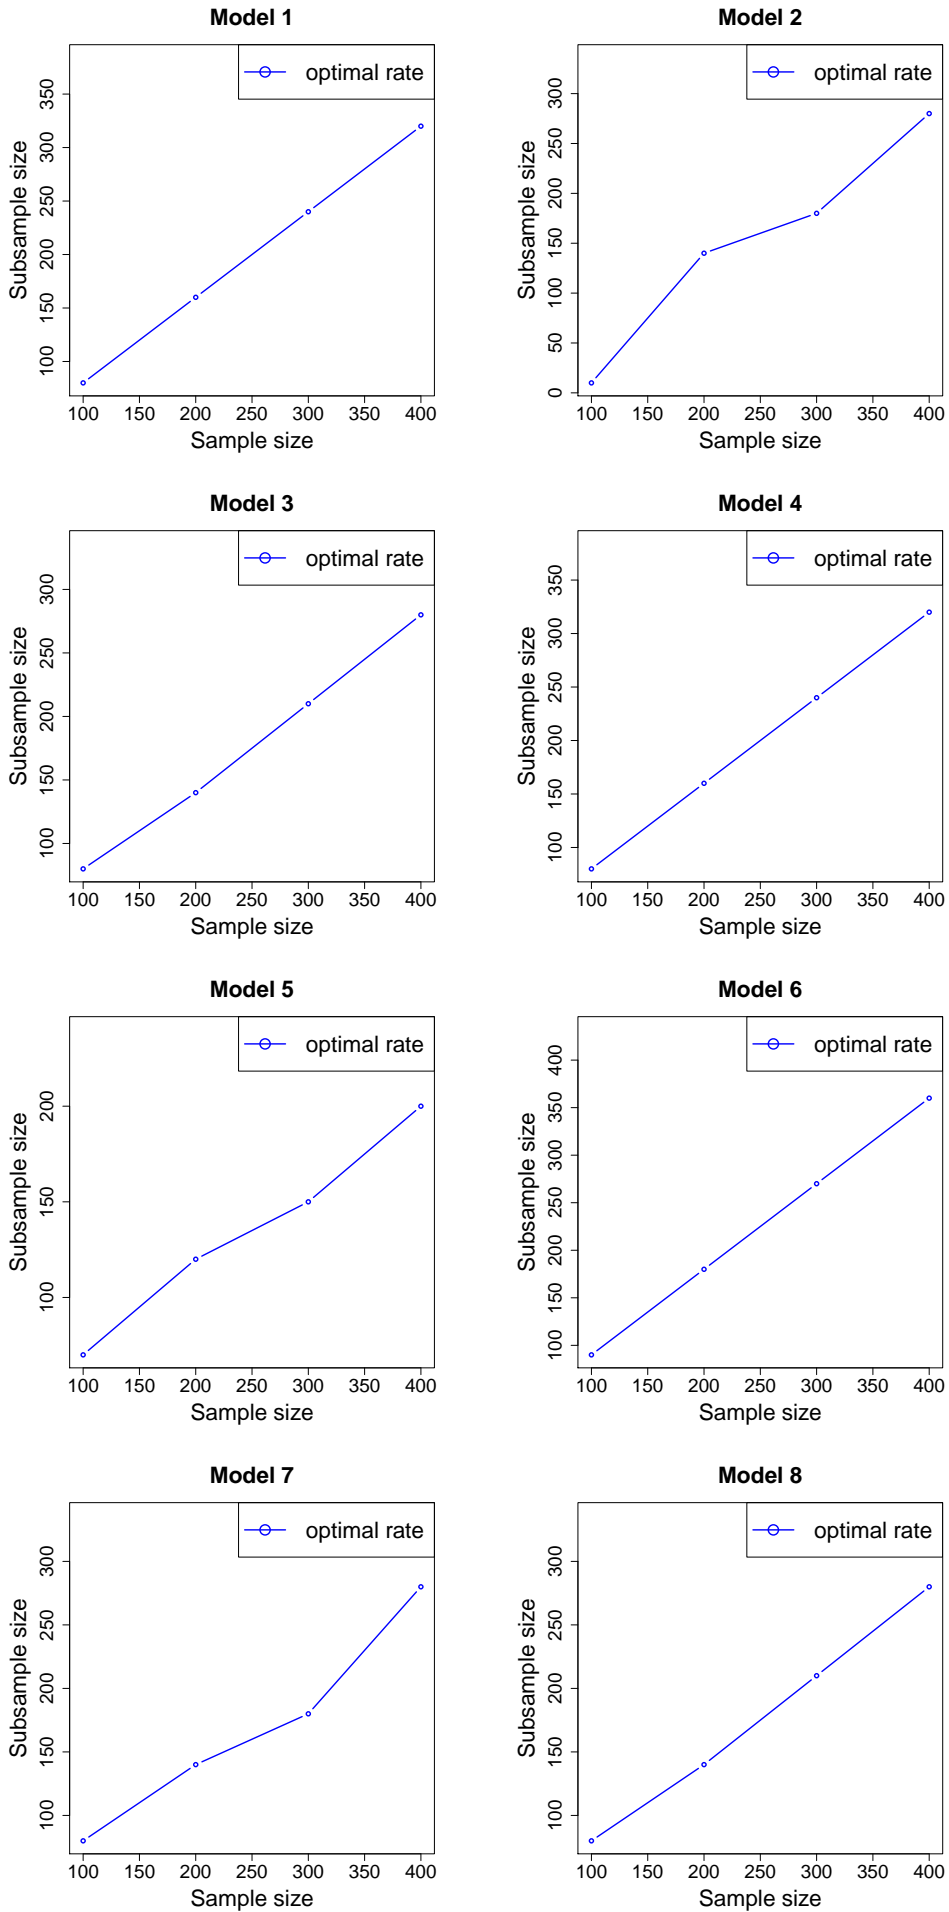 Model 1
optimal rate
Subsample size
100 150 200 250 300 350
100 150 200 250 300 350 400
Sample size
Model 2
optimal rate
Subsample size
0 50 100 150 200 250 300
100 150 200 250 300 350 400
Sample size
Model 3
optimal rate
Subsample size
100 150 200 250 300
100 150 200 250 300 350 400
Sample size
Model 4
optimal rate
Subsample size
100 150 200 250 300 350
100 150 200 250 300 350 400
Sample size
Model 5
optimal rate
Subsample size
100 150 200
100 150 200 250 300 350 400
Sample size
Model 6
optimal rate
Subsample size
100 150 200 250 300 350 400
100 150 200 250 300 350 400
Sample size
Model 7
optimal rate
Subsample size
100 150 200 250 300
100 150 200 250 300 350 400
Sample size
Model 8
optimal rate
Subsample size
100 150 200 250 300
100 150 200 250 300 350 400
Sample size